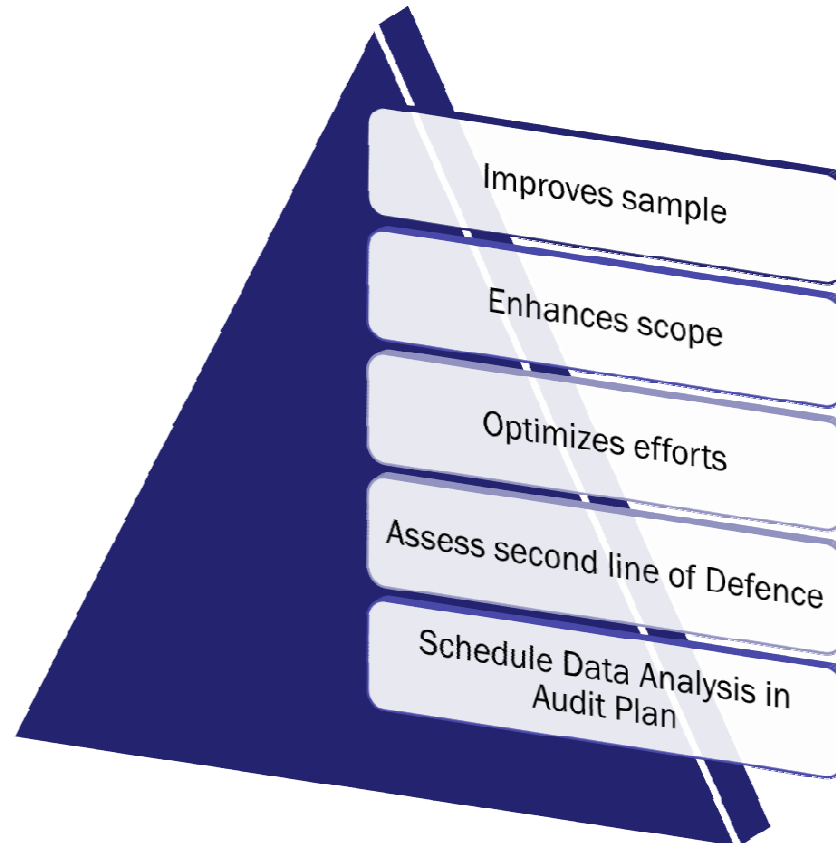 Improves sample
Enhances scope
Optimizes efforts
Assess second line of Defence
Schedule Data Analysis in
Audit Plan